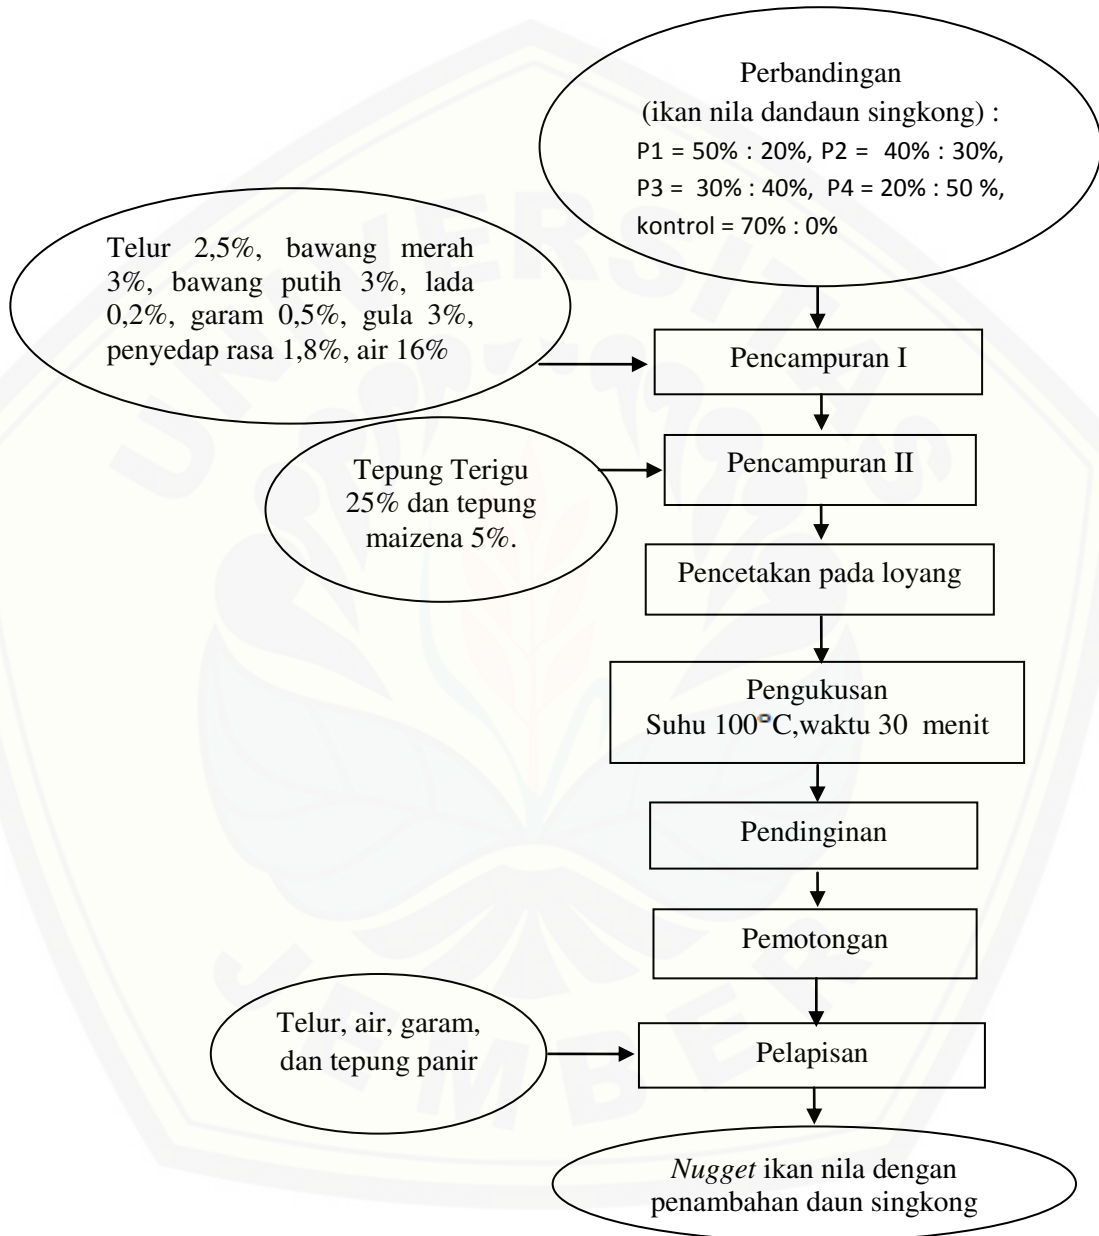 Perbandingan
(ikan nila dandaun singkong) :
P1 = 50% : 20%, P2 = 40% : 30%,
P3 = 30% : 40%, P4 = 20% : 50 %,
kontrol = 70% : 0%
Telur 2,5%, bawang merah
3%, bawang putih 3%, lada
0,2%, garam 0,5%, gula 3%,
penyedap rasa 1,8%, air 16%
Pencampuran I
Tepung Terigu
25% dan tepung
maizena 5%.
Pencampuran II
Pencetakan pada loyang
Pengukusan
Suhu 100°C,waktu 30 menit
Pendinginan
Pemotongan
Telur, air, garam,
dan tepung panir
Pelapisan
Nugget ikan nila dengan
penambahan daun singkong
UNIVERSITAS
JEMBER